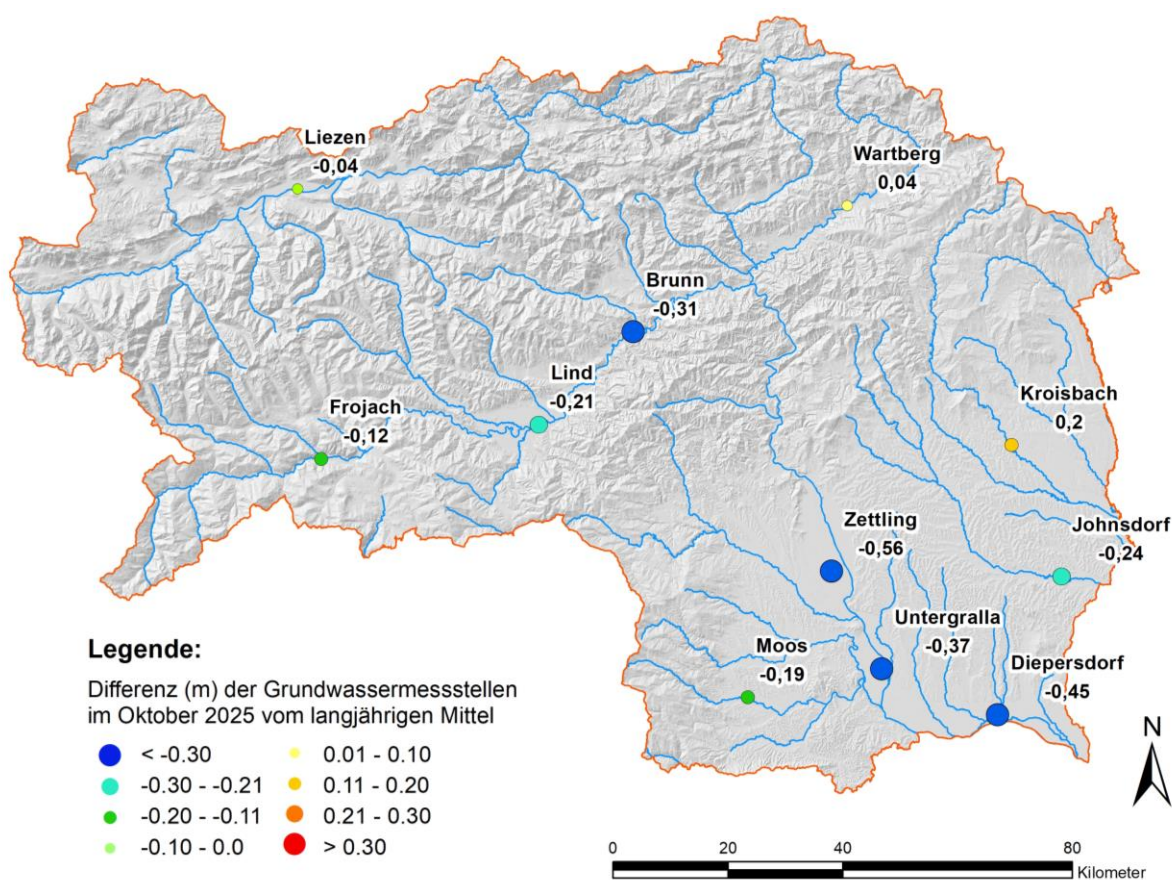 Liezen
-0,04
Wartberg
0,04
Brunn
-0,31
Lind
-0,21
Frojach
-0,12
Kroisbach
0,2
Zettling
-0,56
Johnsdorf
-0,24
Untergralla
-0,37
Moos
-0,19
Diepersdorf
-0,45
Legende:
Differenz (m) der Grundwassermessstellen
im Oktober 2025 vom langjährigen Mittel
< -0.30
-0.30 - -0.21
-0.20 - -0.11
-0.10 - 0.0
0.01 - 0.10
0.11 - 0.20
0.21 - 0.30
> 0.30
N
0 20 40 80
Kilometer